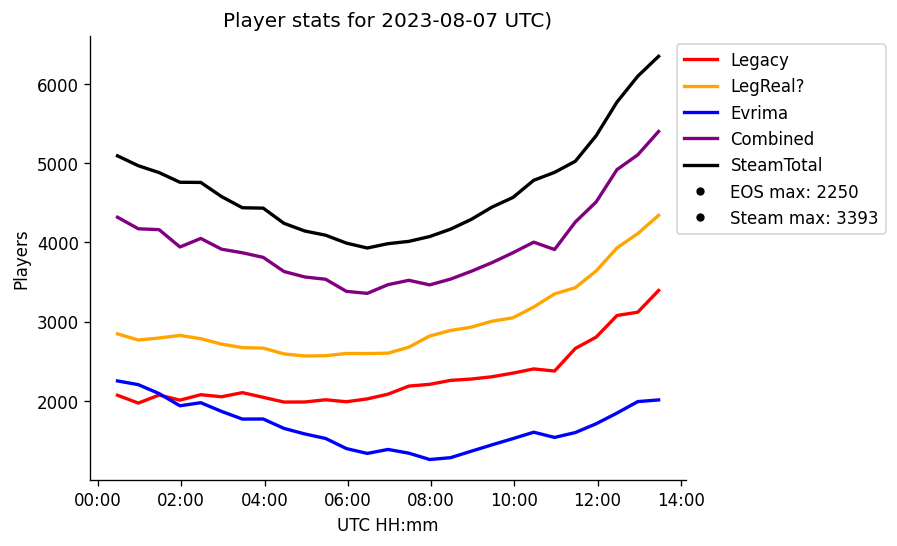 Player stats for 2023-08-07 UTC)
Legacy
LegReal?
Evrima
Combined
SteamTotal
EOS max: 2250
Steam max: 3393
Players
6000
5000
4000
3000
2000
00:00 02:00 04:00 06:00 08:00 10:00 12:00 14:00
UTC HH:mm